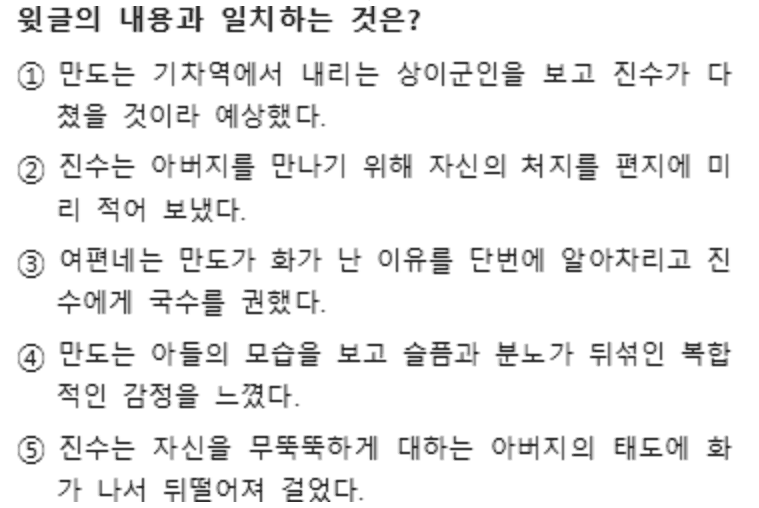 윗글의 내용과 일치하는 것은?
① 만도는 기차역에서 내리는 상이군인을 보고 진수가 다
쳤을 것이라 예상했다.
② 진수는 아버지를 만나기 위해 자신의 처지를 편지에 미
리 적어 보냈다.
③ 여편네는 만도가 화가 난 이유를 단번에 알아차리고 진
수에게 국수를 권했다.
④ 만도는 아들의 모습을 보고 슬픔과 분노가 뒤섞인 복합
적인 감정을 느꼈다.
⑤ 진수는 자신을 무뚝뚝하게 대하는 아버지의 태도에 화
가 나서 뒤떨어져 걸었다.